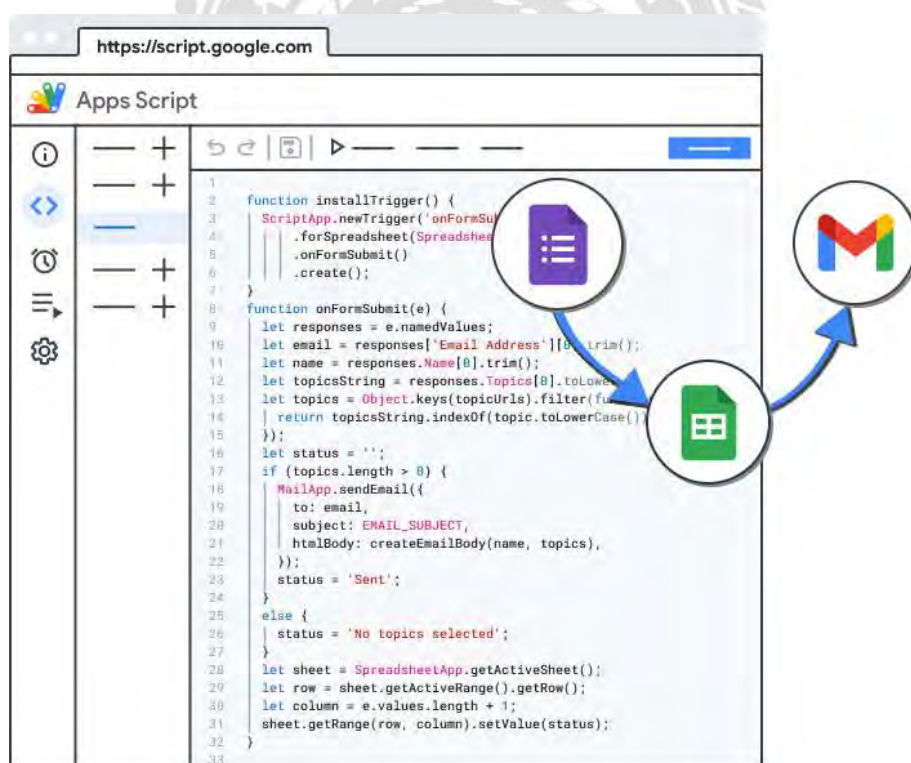 https://script.google.com
Apps Script
1
2 function installTrigger() {
3 ScriptApp.newTrigger('onFormSu
4 .forSpreadsheet(Spreadshee
5 .onFormSubmit()
6 .create();
7 }
8 function onFormSubmit(e) {
9 let responses = e.namedValues;
10 let email = responses['Email Address'][0].trim();
11 let name = responses.Name[0].trim();
12 let topicsString = responses.Topics[0].toLowe
13 let topics = Object.keys(topicUrls).filter(fu
14 return topicsString.indexOf(topic.toLowerCase())
15 });
16 let status = '';
17 if (topics.length > 0) {
18 MailApp.sendEmail({
19 to: email,
20 subject: EMAIL_SUBJECT,
21 htmlBody: createEmailBody(name, topics),
22 });
23 status = 'Sent';
24 }
25 else {
26 status = 'No topics selected';
27 }
28 let sheet = SpreadsheetApp.getActiveSheet();
29 let row = sheet.getActiveRange().getRow();
30 let column = e.values.length + 1;
31 sheet.getRange(row, column).setValue(status);
32 }
33